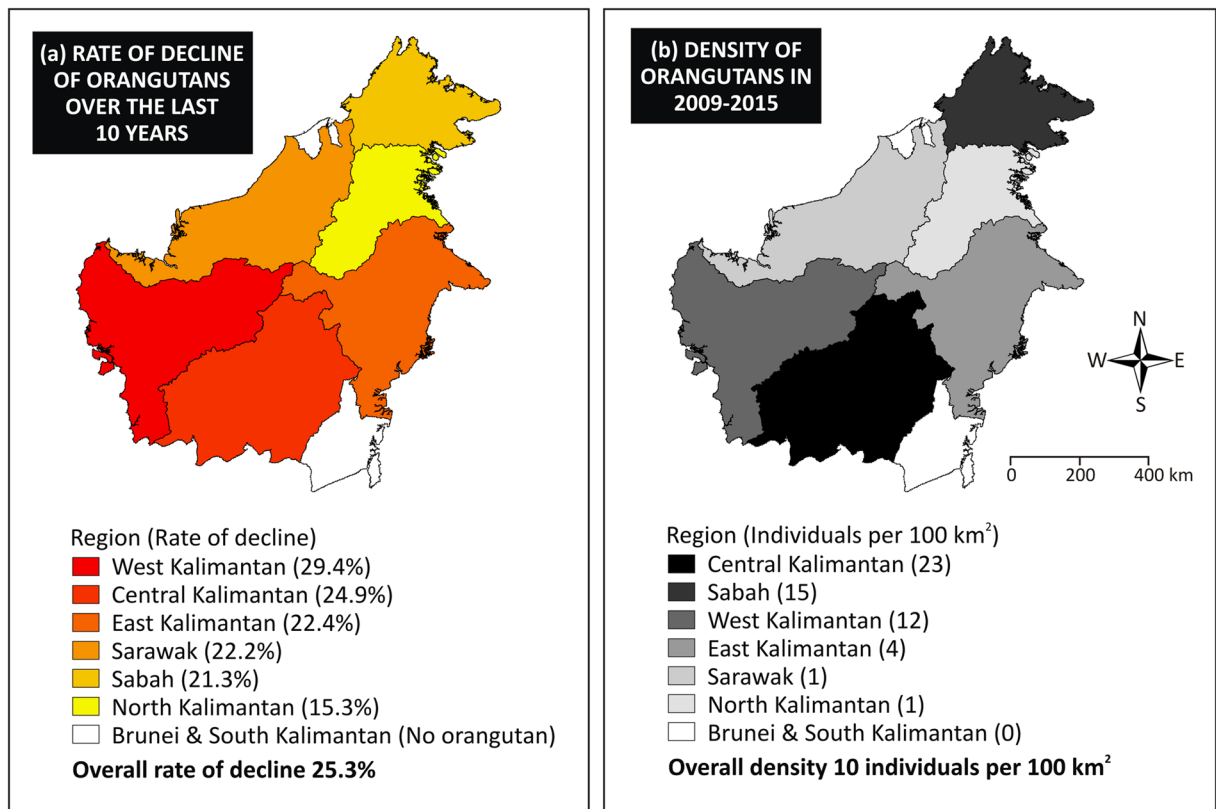 (a) RATE OF DECLINE
OF ORANGUTANS
OVER THE LAST
10 YEARS
Region (Rate of decline)
West Kalimantan (29.4%)
Central Kalimantan (24.9%)
East Kalimantan (22.4%)
Sarawak (22.2%)
Sabah (21.3%)
North Kalimantan (15.3%)
Brunei & South Kalimantan (No orangutan)
Overall rate of decline 25.3%
(b) DENSITY OF
ORANGUTANS IN
2009-2015
N
W E
S
0 200 400 km
Region (Individuals per 100 km²)
Central Kalimantan (23)
Sabah (15)
West Kalimantan (12)
East Kalimantan (4)
Sarawak (1)
North Kalimantan (1)
Brunei & South Kalimantan (0)
Overall density 10 individuals per 100 km²